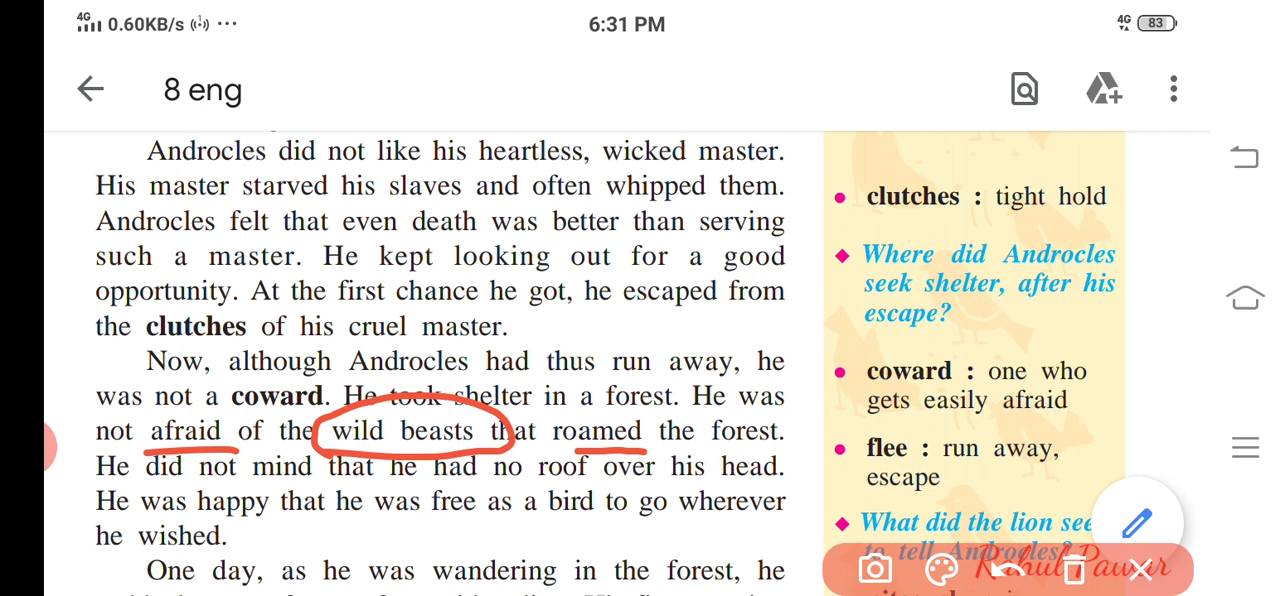 4G 0.60KB/s ... 6:31 PM 4G 83
8 eng
Androcles did not like his heartless, wicked master.
His master starved his slaves and often whipped them.
Androcles felt that even death was better than serving
such a master. He kept looking out for a good
opportunity. At the first chance he got, he escaped from
the clutches of his cruel master.
Now, although Androcles had thus run away, he
was not a coward. He took shelter in a forest. He was
not afraid of the wild beasts that roamed the forest.
He did not mind that he had no roof over his head.
He was happy that he was free as a bird to go wherever
he wished.
One day, as he was wandering in the forest, he
clutches : tight hold
Where did Androcles
seek shelter, after his
escape?
coward : one who
gets easily afraid
flee : run away,
escape
What did the lion see
to tell Androcles?
Rahul Pawar